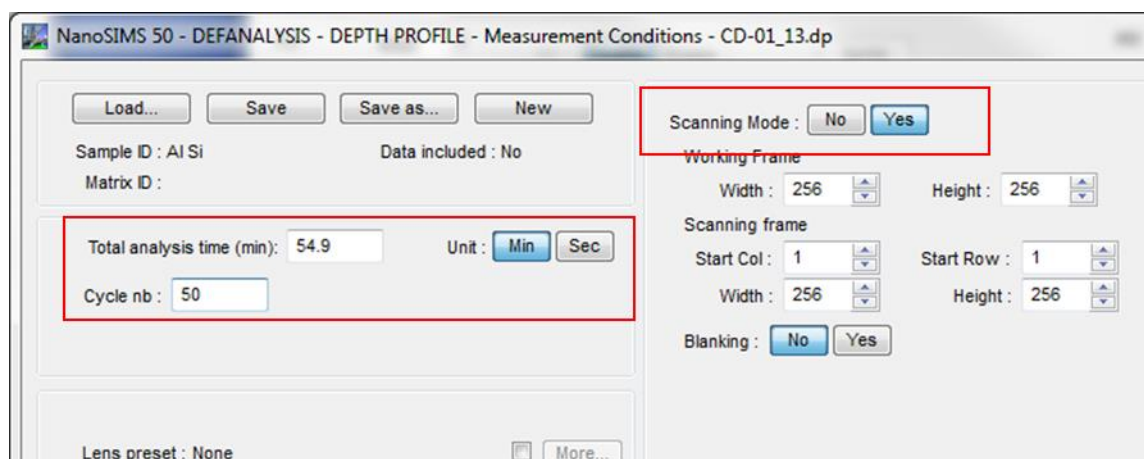 NanoSIMS 50 - DEFANALYSIS - DEPTH PROFILE - Measurement Conditions - CD-01_13.dp
Load... Save Save as... New
Sample ID : Al Si Data included : No
Matrix ID :
Total analysis time (min): 54.9 Unit : Min Sec
Cycle nb : 50
Lens preset : None More...
Scanning Mode : No Yes
Working Frame
Width : 256 Height : 256
Scanning frame
Start Col : 1 Start Row : 1
Width : 256 Height : 256
Blanking : No Yes